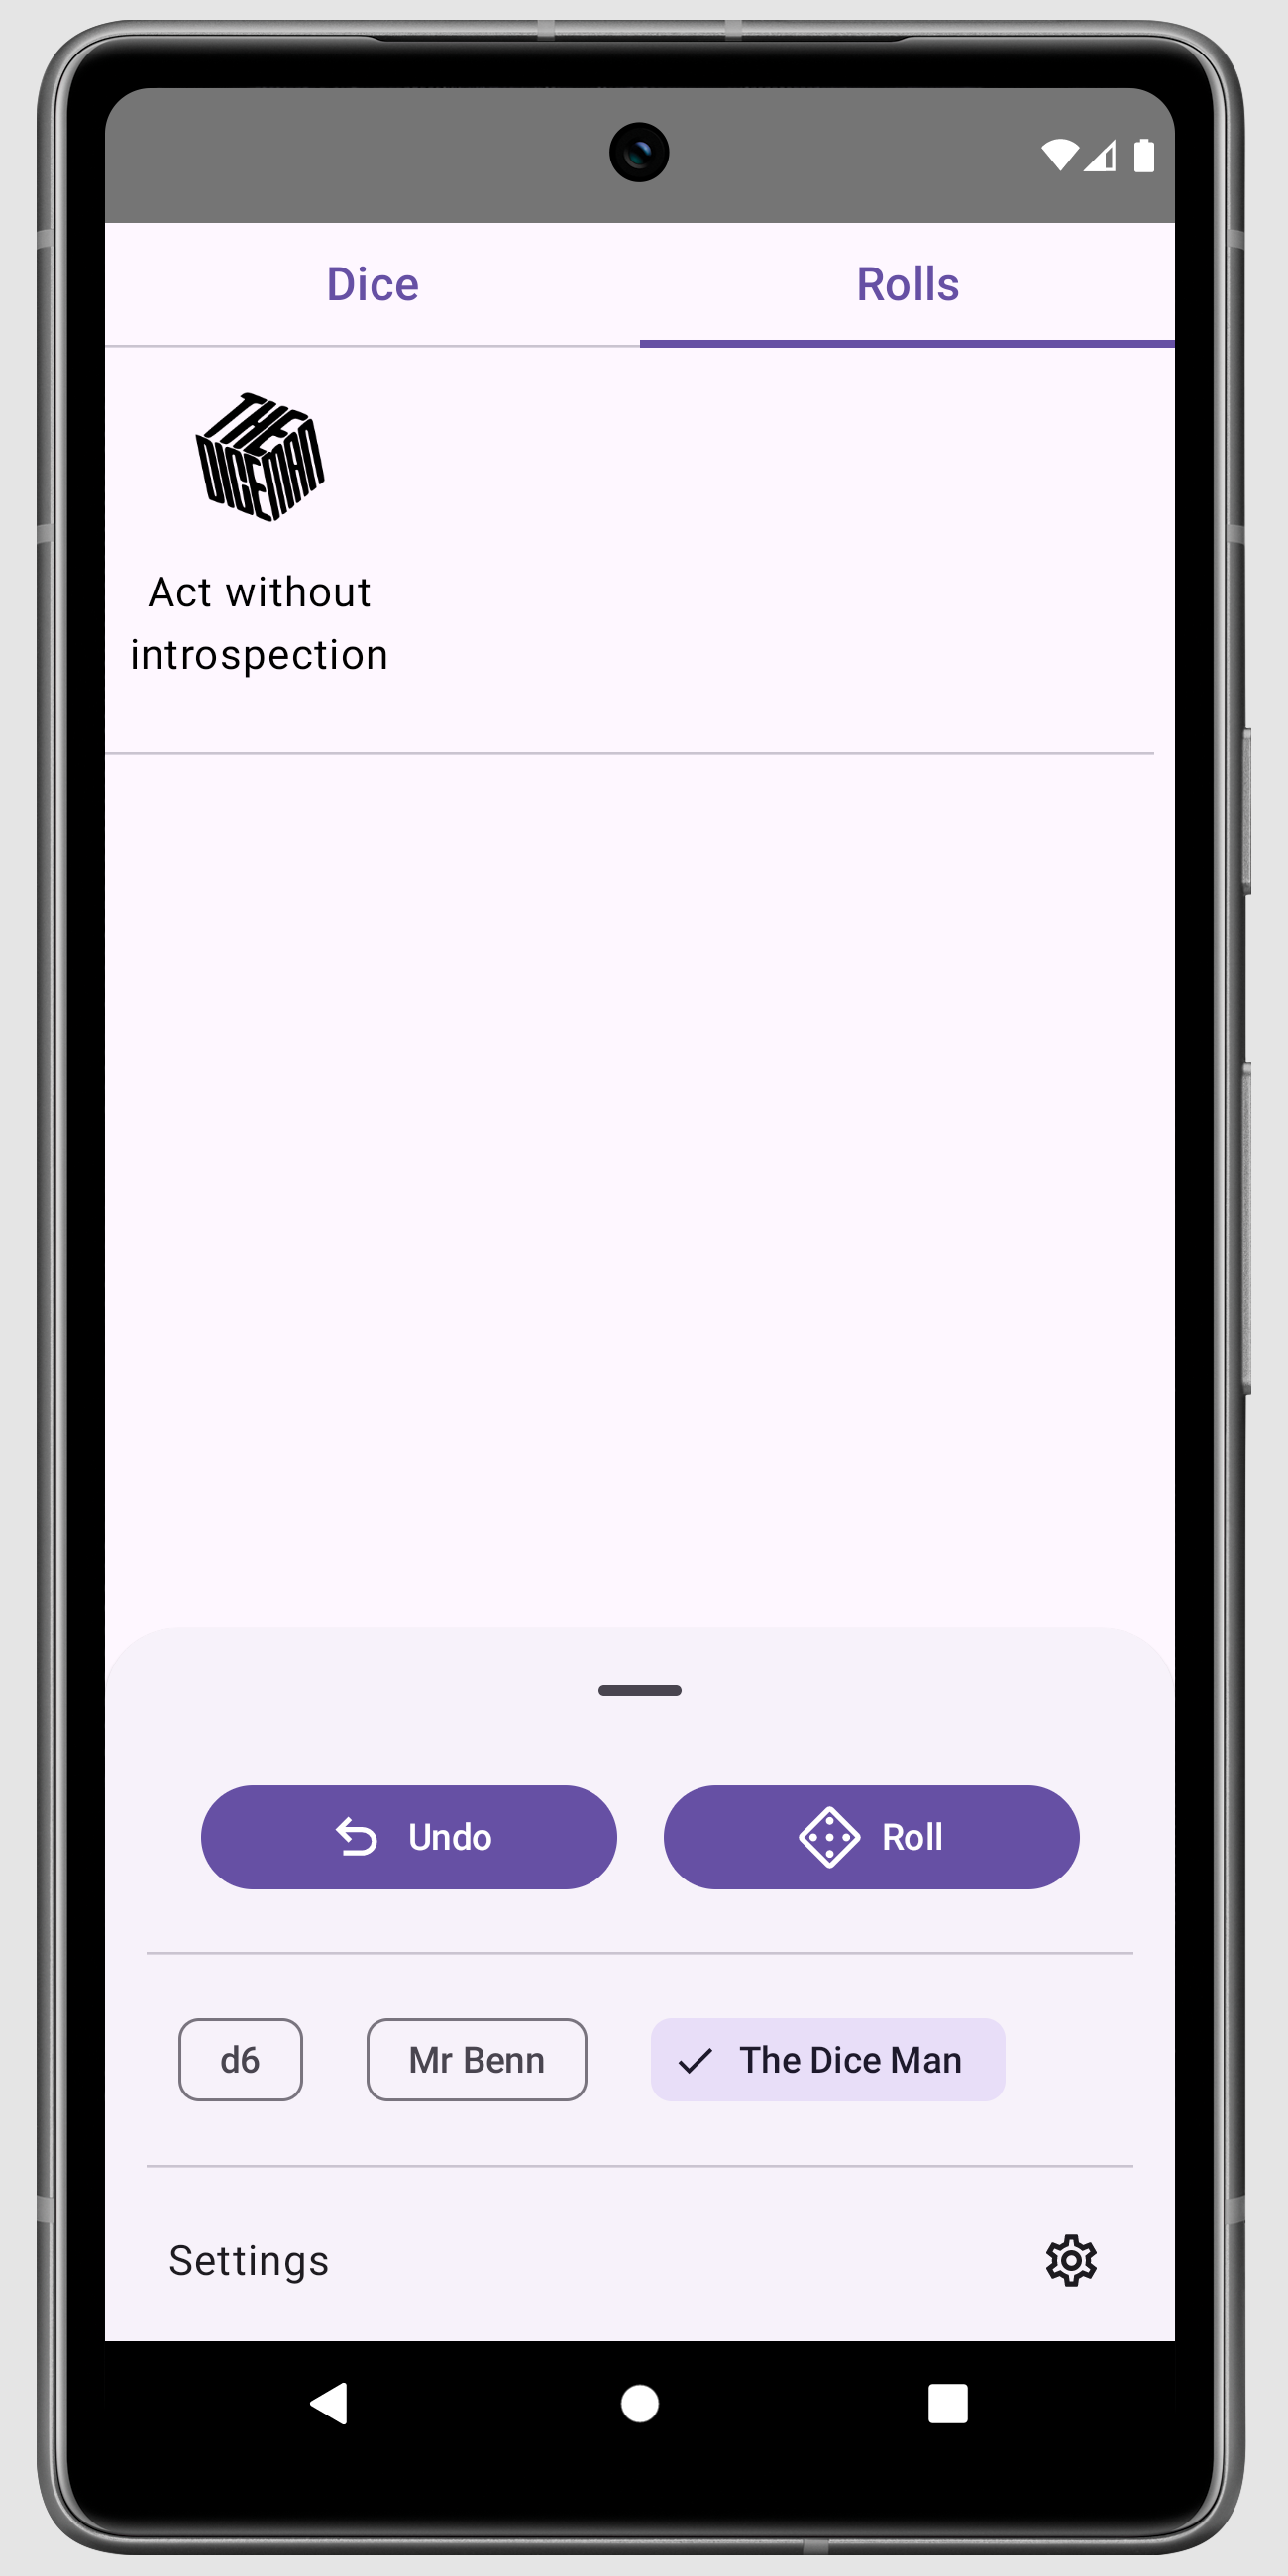 Dice
Rolls
THE
DICEMAN
Act without
introspection
Undo
Roll
d6
Mr Benn
The Dice Man
Settings